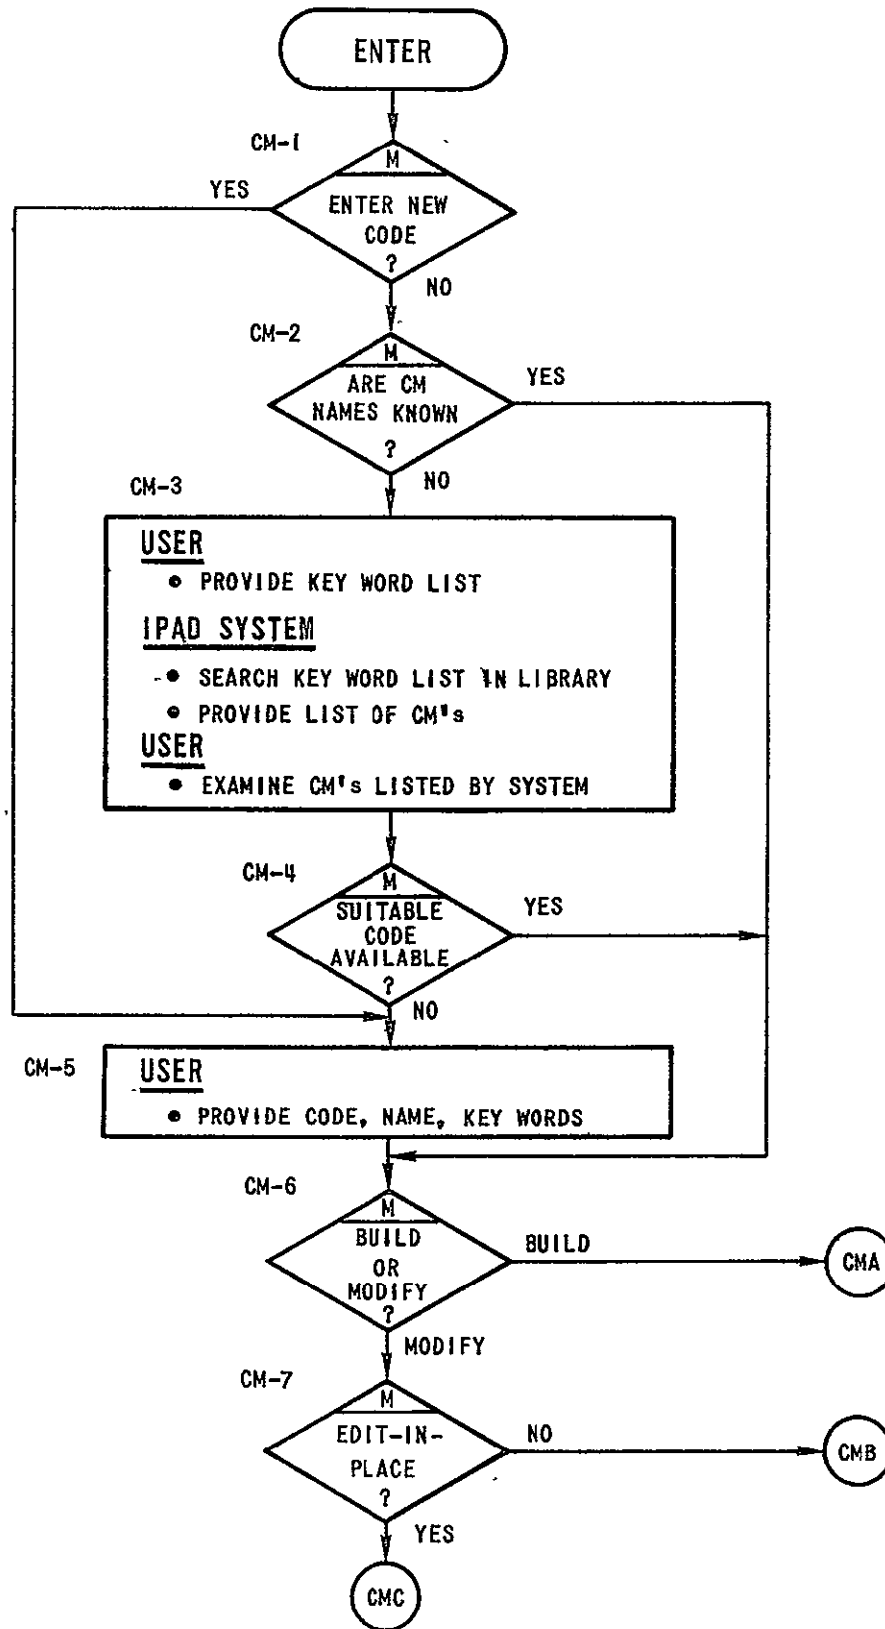 ENTER
CM-1
M
YES
ENTER NEW
CODE
?
NO
CM-2
M
ARE CM
NAMES KNOWN
?
YES
NO
CM-3
USER
• PROVIDE KEY WORD LIST
IPAD SYSTEM
• SEARCH KEY WORD LIST IN LIBRARY
• PROVIDE LIST OF CM's
USER
• EXAMINE CM's LISTED BY SYSTEM
CM-4
M
SUITABLE
CODE
AVAILABLE
?
YES
NO
CM-5
USER
• PROVIDE CODE, NAME, KEY WORDS
CM-6
M
BUILD
OR
MODIFY
?
BUILD
CMA
MODIFY
CM-7
M
EDIT-IN-
PLACE
?
NO
CMB
YES
CMC